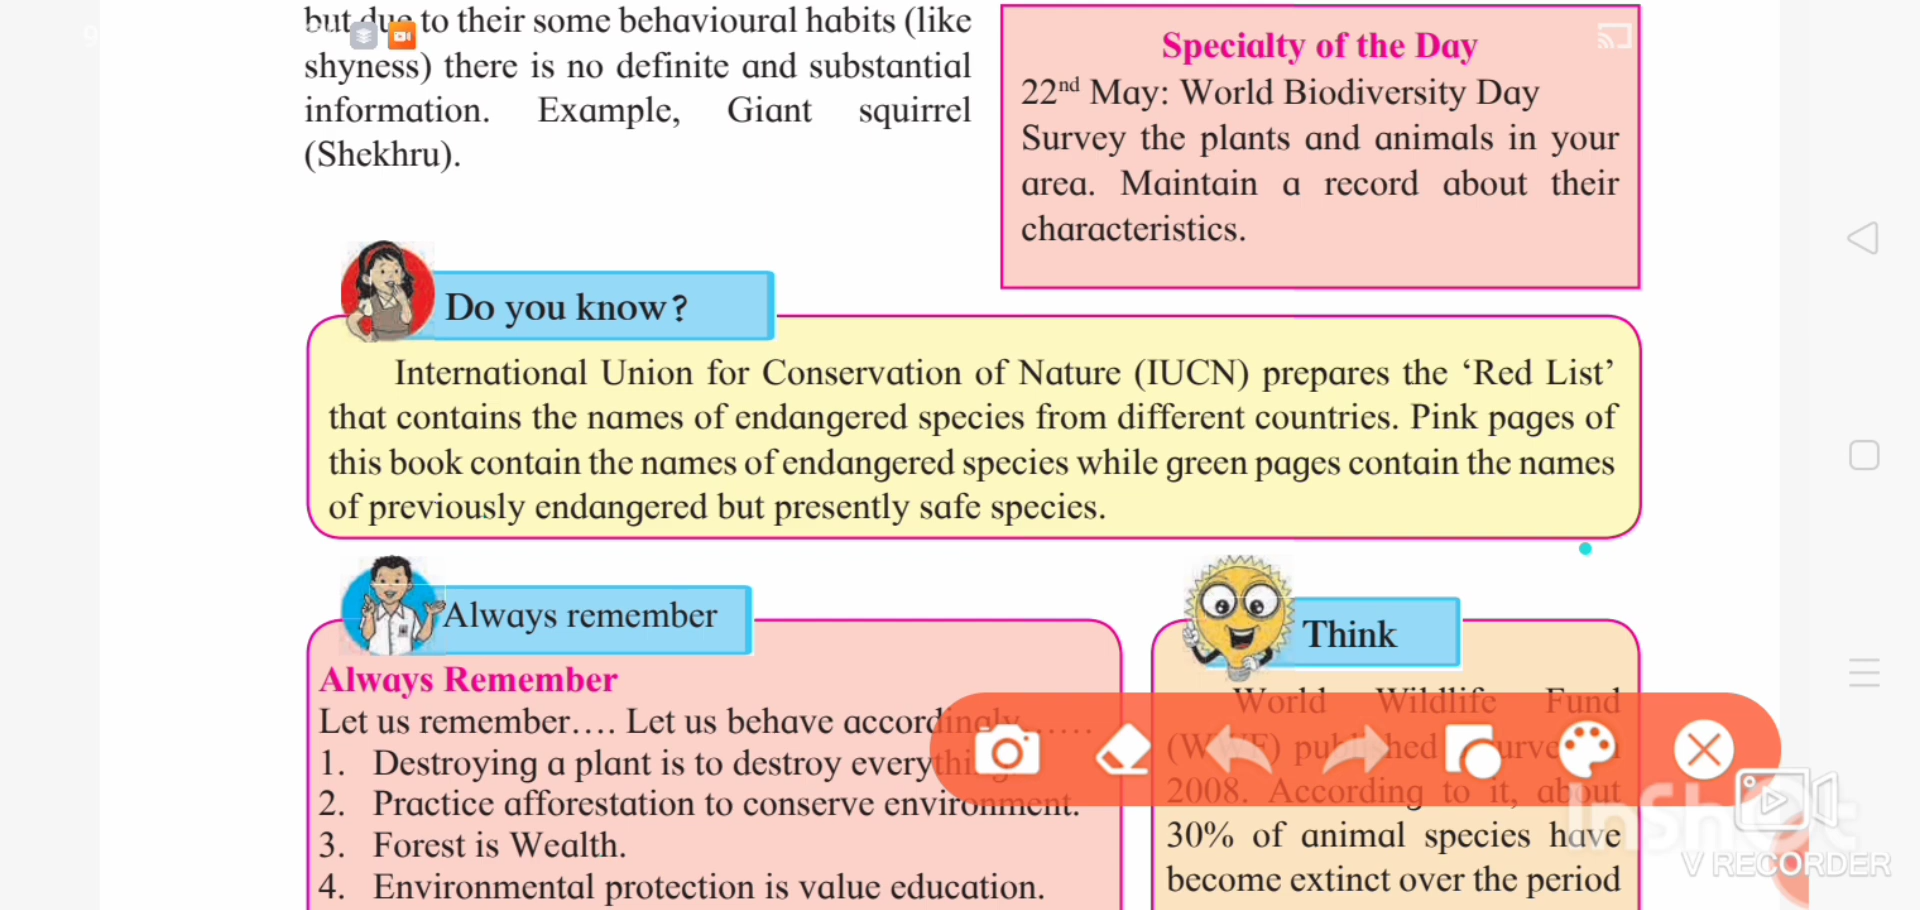 but due to their some behavioural habits (like
shyness) there is no definite and substantial
information. Example, Giant squirrel
(Shekhru).
Specialty of the Day
22nd May: World Biodiversity Day
Survey the plants and animals in your
area. Maintain a record about their
characteristics.
Do you know?
International Union for Conservation of Nature (IUCN) prepares the ‘Red List’
that contains the names of endangered species from different countries. Pink pages of
this book contain the names of endangered species while green pages contain the names
of previously endangered but presently safe species.
Always remember
Always Remember
Let us remember.... Let us behave accordingly......
1. Destroying a plant is to destroy everything.
2. Practice afforestation to conserve environment.
3. Forest is Wealth.
4. Environmental protection is value education.
Think
World Wildlife Fund
(WWF) published survey
2008. According to it, about
30% of animal species have
become extinct over the period
InShot
V RECORDER